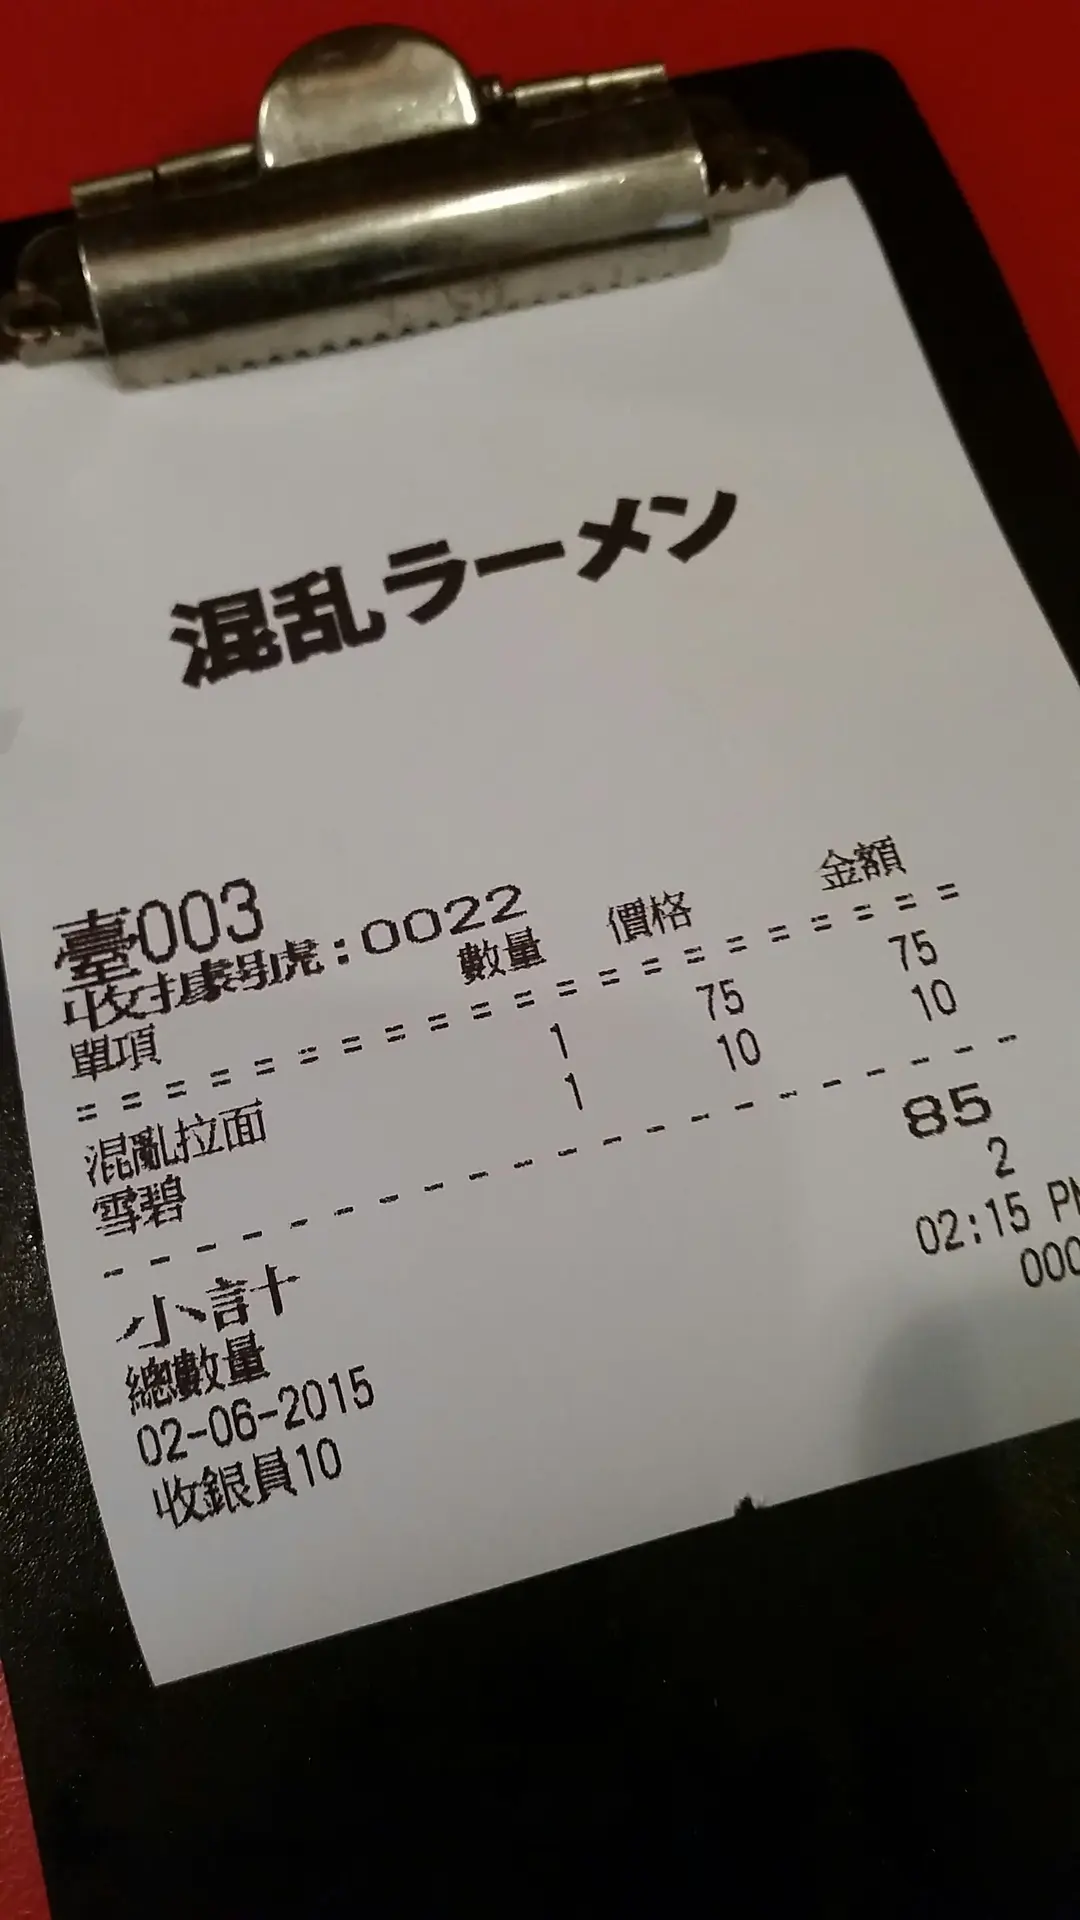 混乱ラーメン
臺003
收據號:0022
單項 數量 價格 金額
= = = = = = = = = = = = = = = = = = = = =
混亂拉面 1 75 75
雪碧 1 10 10
- - - - - - - - - - - - - - - - - - - - -
小計 85
總數量 2
02-06-2015 02:15 PM
收銀員10 000